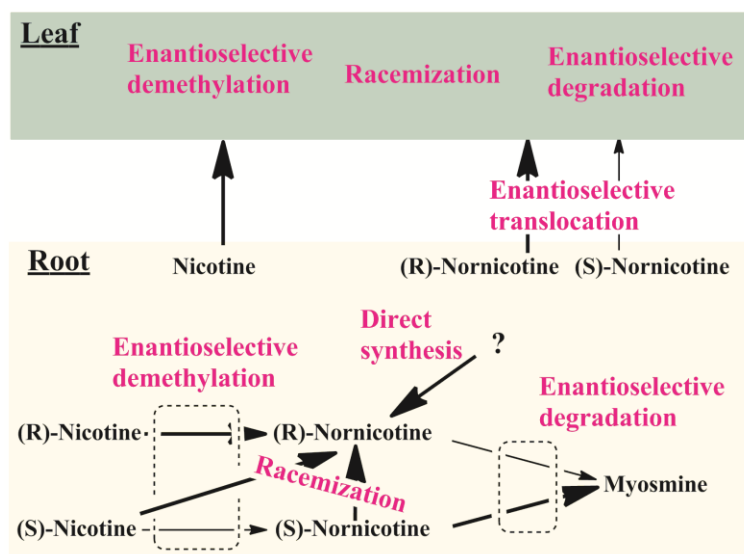 Leaf
Enantioselective
demethylation
Racemization
Enantioselective
degradation
Enantioselective
translocation
Root
Nicotine
(R)-Nornicotine
(S)-Nornicotine
Direct
synthesis
?
Enantioselective
demethylation
Enantioselective
degradation
(R)-Nicotine
(R)-Nornicotine
Racemization
Myosmine
(S)-Nicotine
(S)-Nornicotine